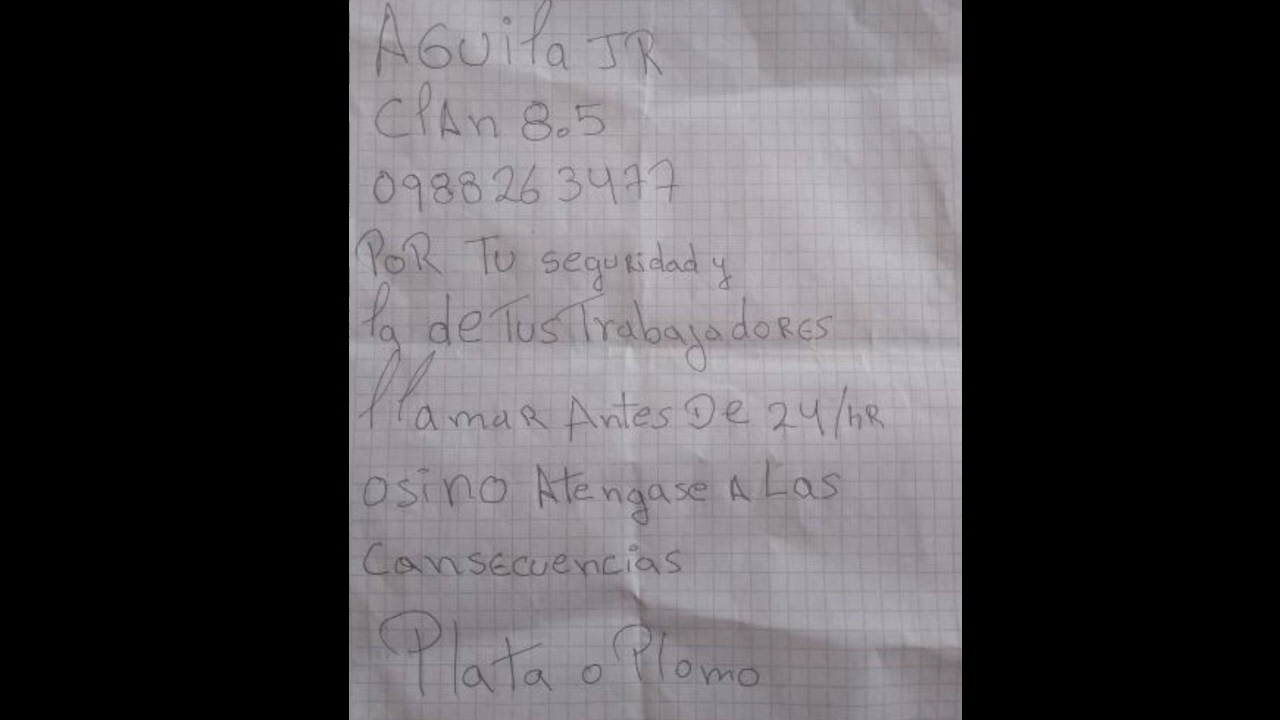 AGuila JR
ClAn 8.5
0988263477
PoR Tu seguRidad y
la de Tus TrabajadoRES
llamaR Antes De 24/hR
osino Atengase A Las
Cansecuencias
Plata o Plomo